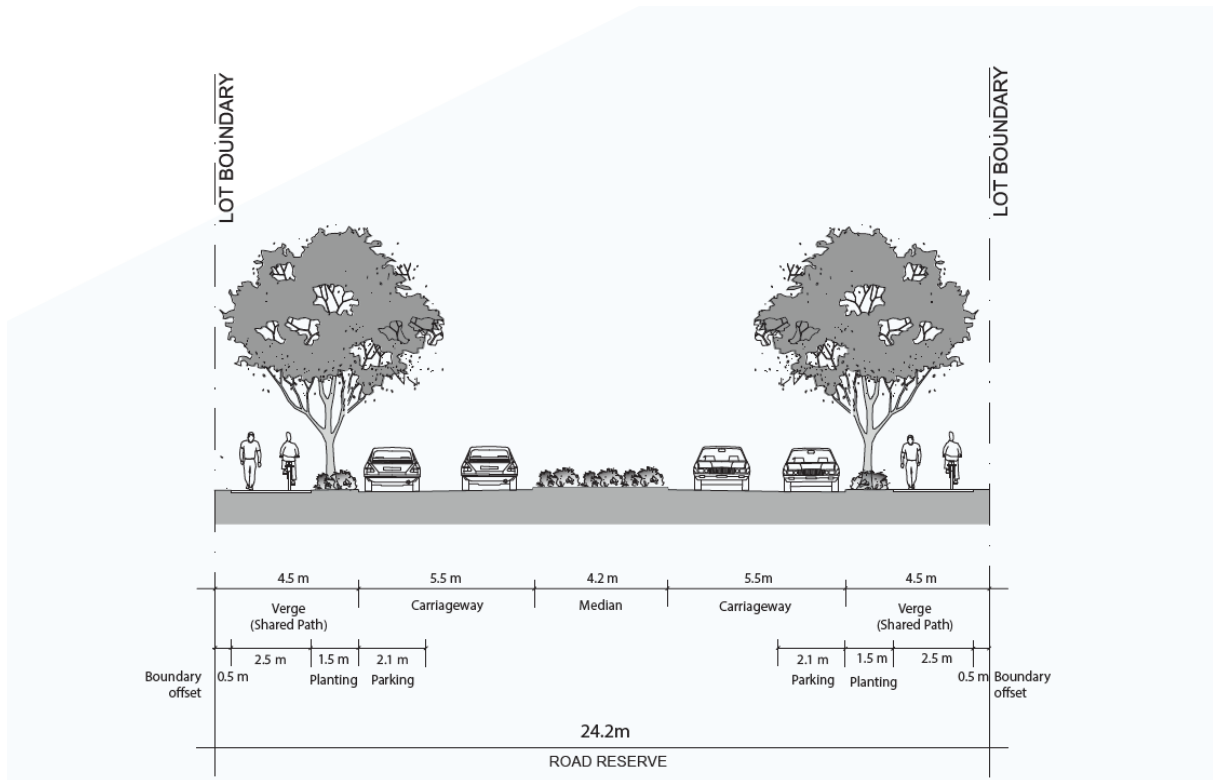 LOT BOUNDARY
LOT BOUNDARY
4.5 m
5.5 m
4.2 m
5.5m
4.5 m
Verge
(Shared Path)
Carriageway
Median
Carriageway
Verge
(Shared Path)
Boundary
offset
0.5 m
2.5 m
1.5 m
Planting
2.1 m
Parking
2.1 m
Parking
1.5 m
Planting
2.5 m
0.5 m
Boundary
offset
24.2m
ROAD RESERVE